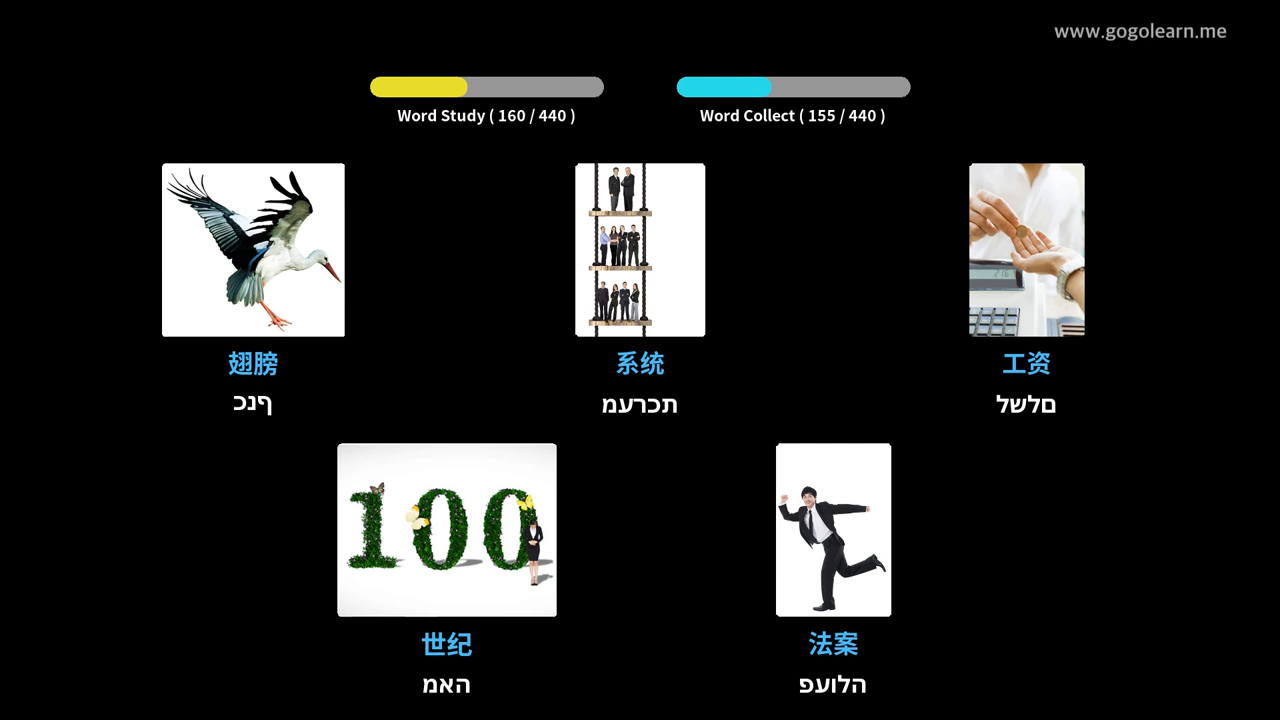 www.gogolearn.me
Word Study ( 160 / 440 )
Word Collect ( 155 / 440 )
翅膀
כנף
系统
מערכת
工资
לשלם
世纪
מאה
法案
פעולה